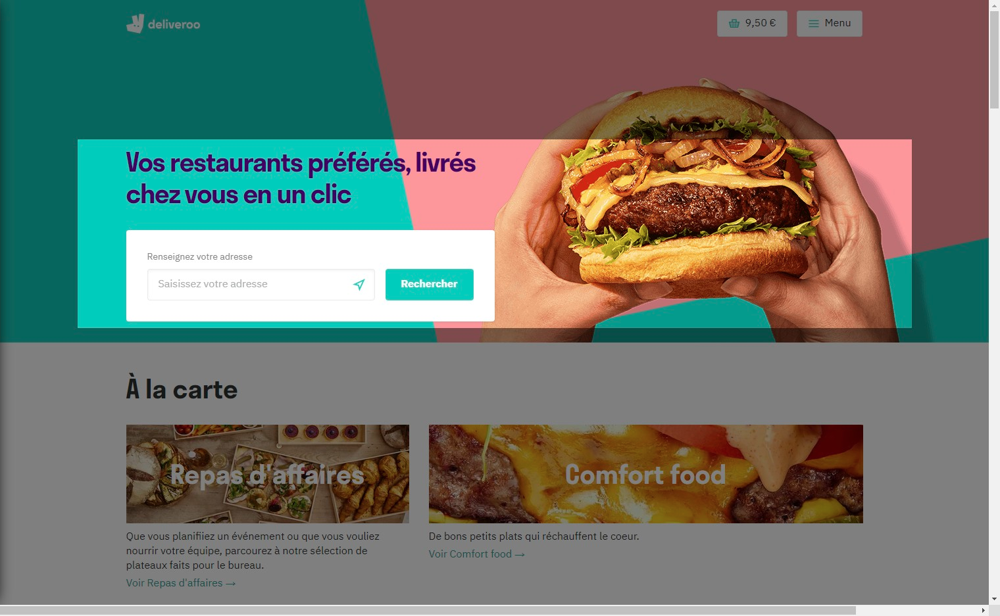 deliveroo
9,50 €
Menu
Vos restaurants préférés, livrés
chez vous en un clic
Renseignez votre adresse
Saisissez votre adresse
Rechercher
À la carte
Repas d'affaires
Comfort food
Que vous planifiiez un événement ou que vous vouliez
nourrir votre équipe, parcourez à notre sélection de
plateaux faits pour le bureau.
Voir Repas d'affaires →
De bons petits plats qui réchauffent le coeur.
Voir Comfort food →